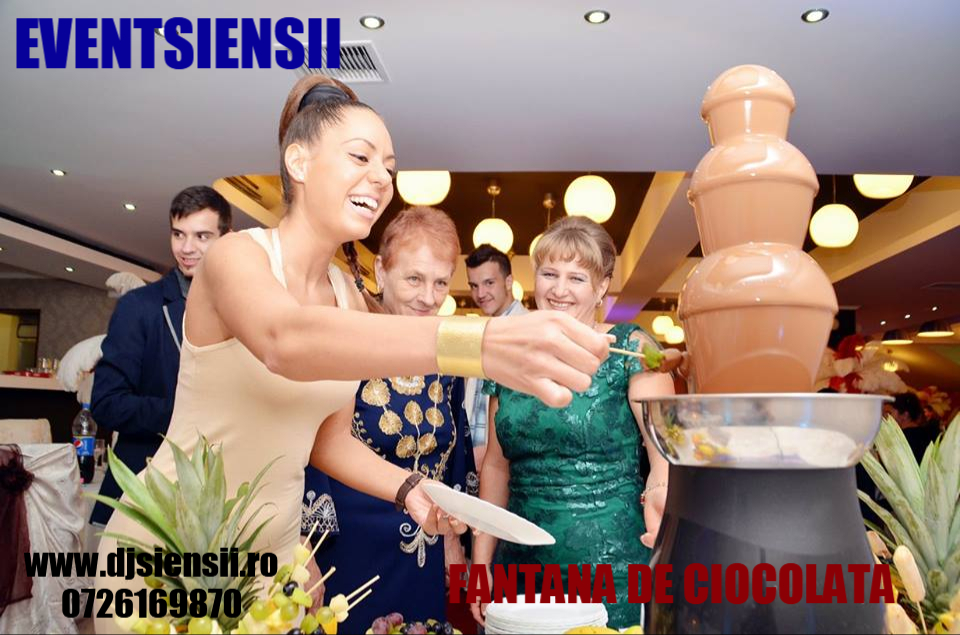 EVENTSIENSII
www.djsiensii.ro
0726169870
FANTANA DE CIOCOLATA